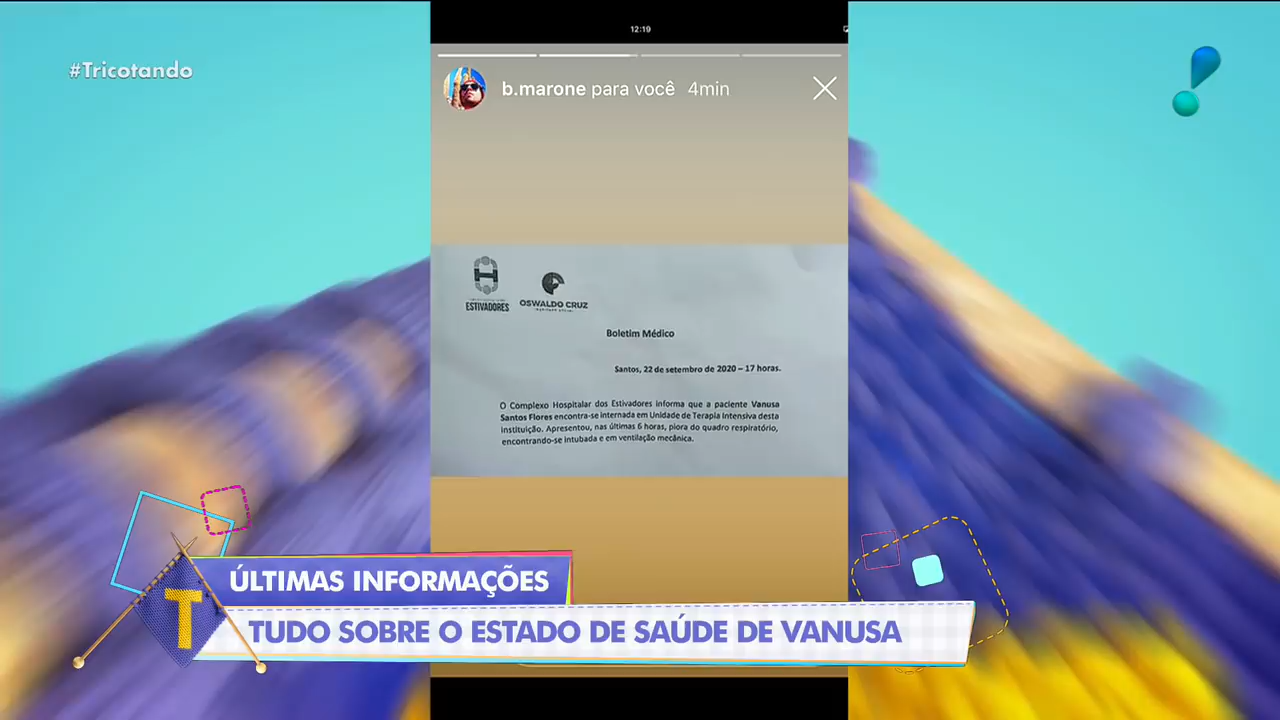 12:19
#Tricotando
b.marone para você 4min
ESTIVADORES
OSWALDO CRUZ
Boletim Médico
Santos, 22 de setembro de 2020 – 17 horas.
O Complexo Hospitalar dos Estivadores informa que a paciente Vanusa
Santos Flores encontra-se internada em Unidade de Terapia Intensiva desta
instituição. Apresentou, nas últimas 6 horas, piora do quadro respiratório,
encontrando-se intubada e em ventilação mecânica.
ÚLTIMAS INFORMAÇÕES
T
TUDO SOBRE O ESTADO DE SAÚDE DE VANUSA